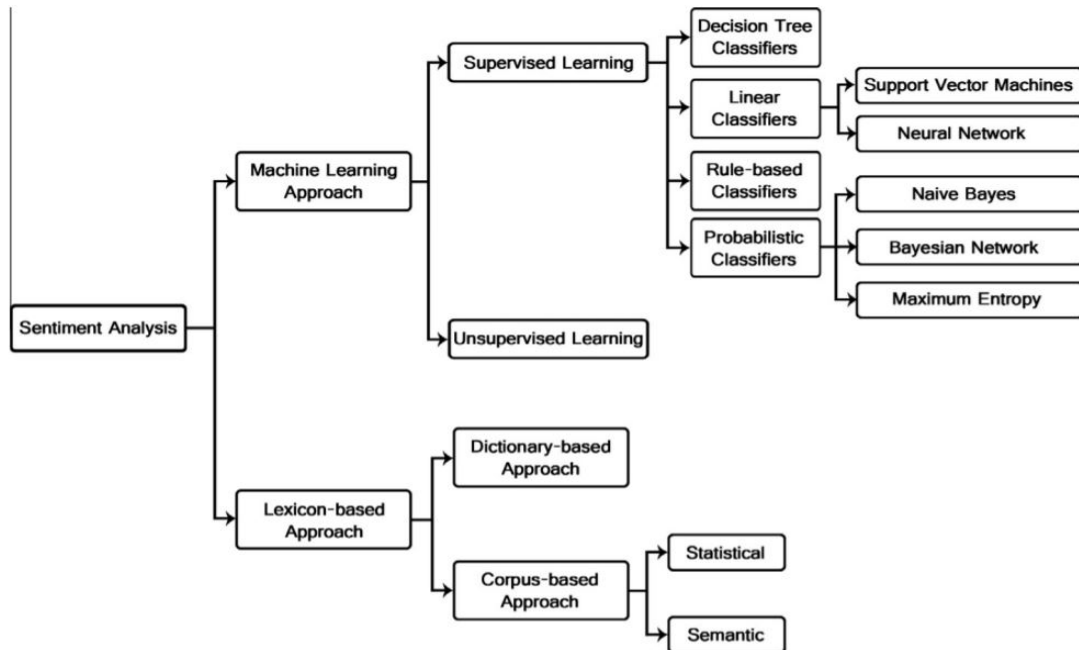 Decision Tree
Classifiers
Supervised Learning
Linear
Classifiers
Support Vector Machines
Neural Network
Machine Learning
Approach
Rule-based
Classifiers
Naive Bayes
Probabilistic
Classifiers
Bayesian Network
Maximum Entropy
Sentiment Analysis
Unsupervised Learning
Dictionary-based
Approach
Lexicon-based
Approach
Corpus-based
Approach
Statistical
Semantic